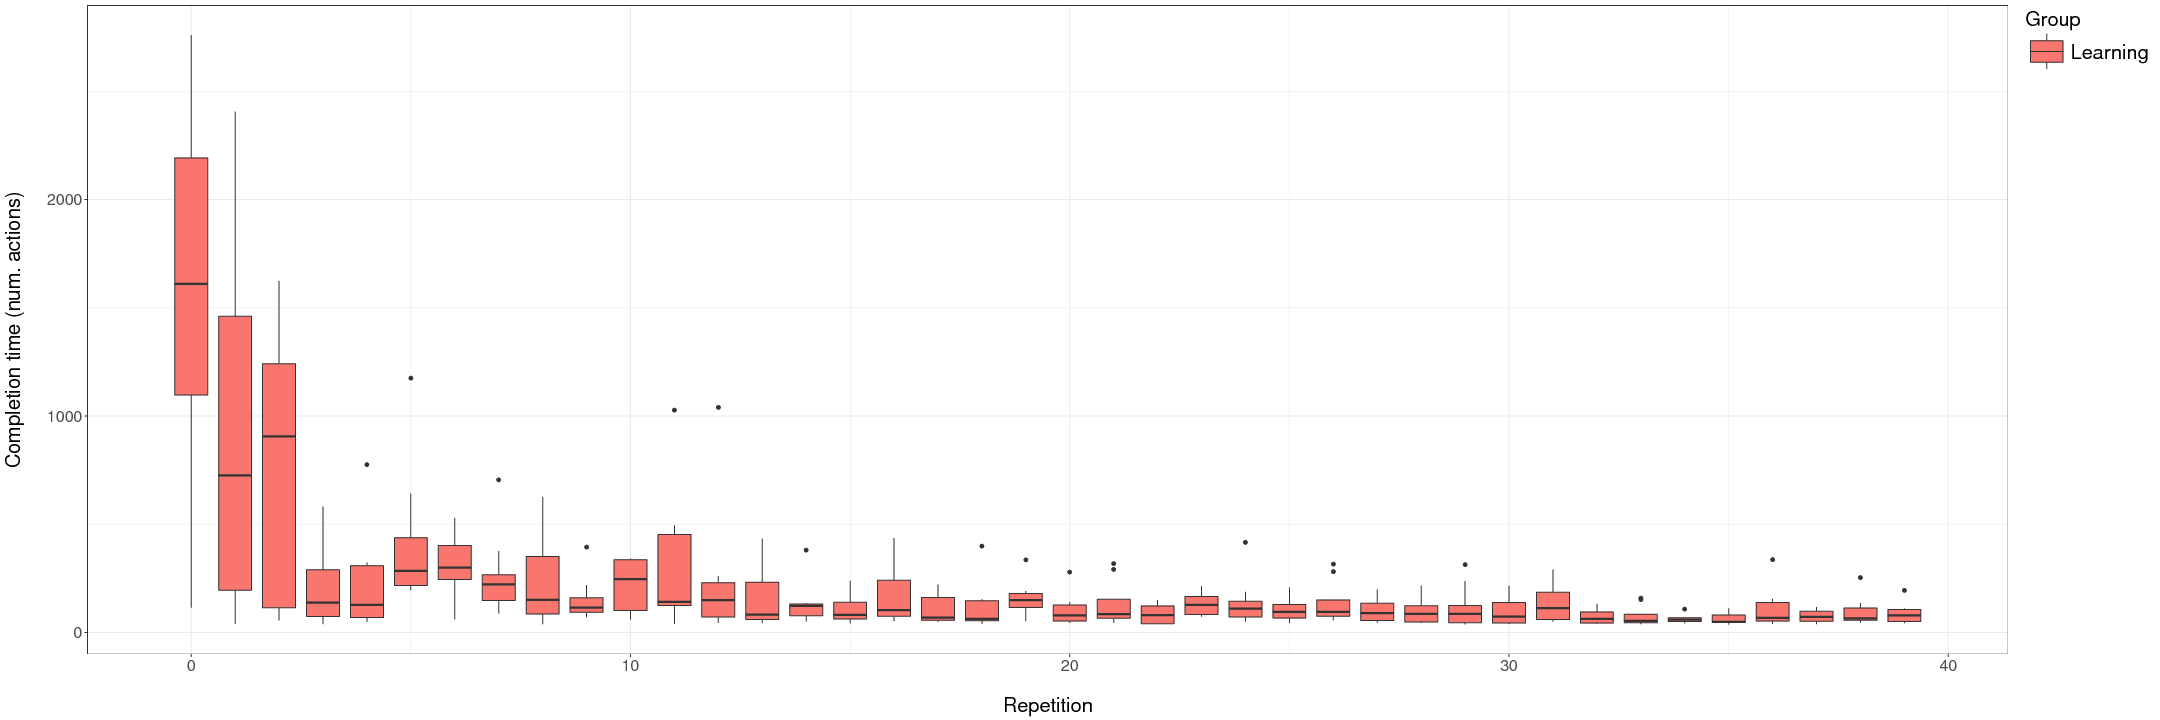 Group
Learning
Completion time (num. actions)
2000
1000
0
0 10 20 30 40
Repetition